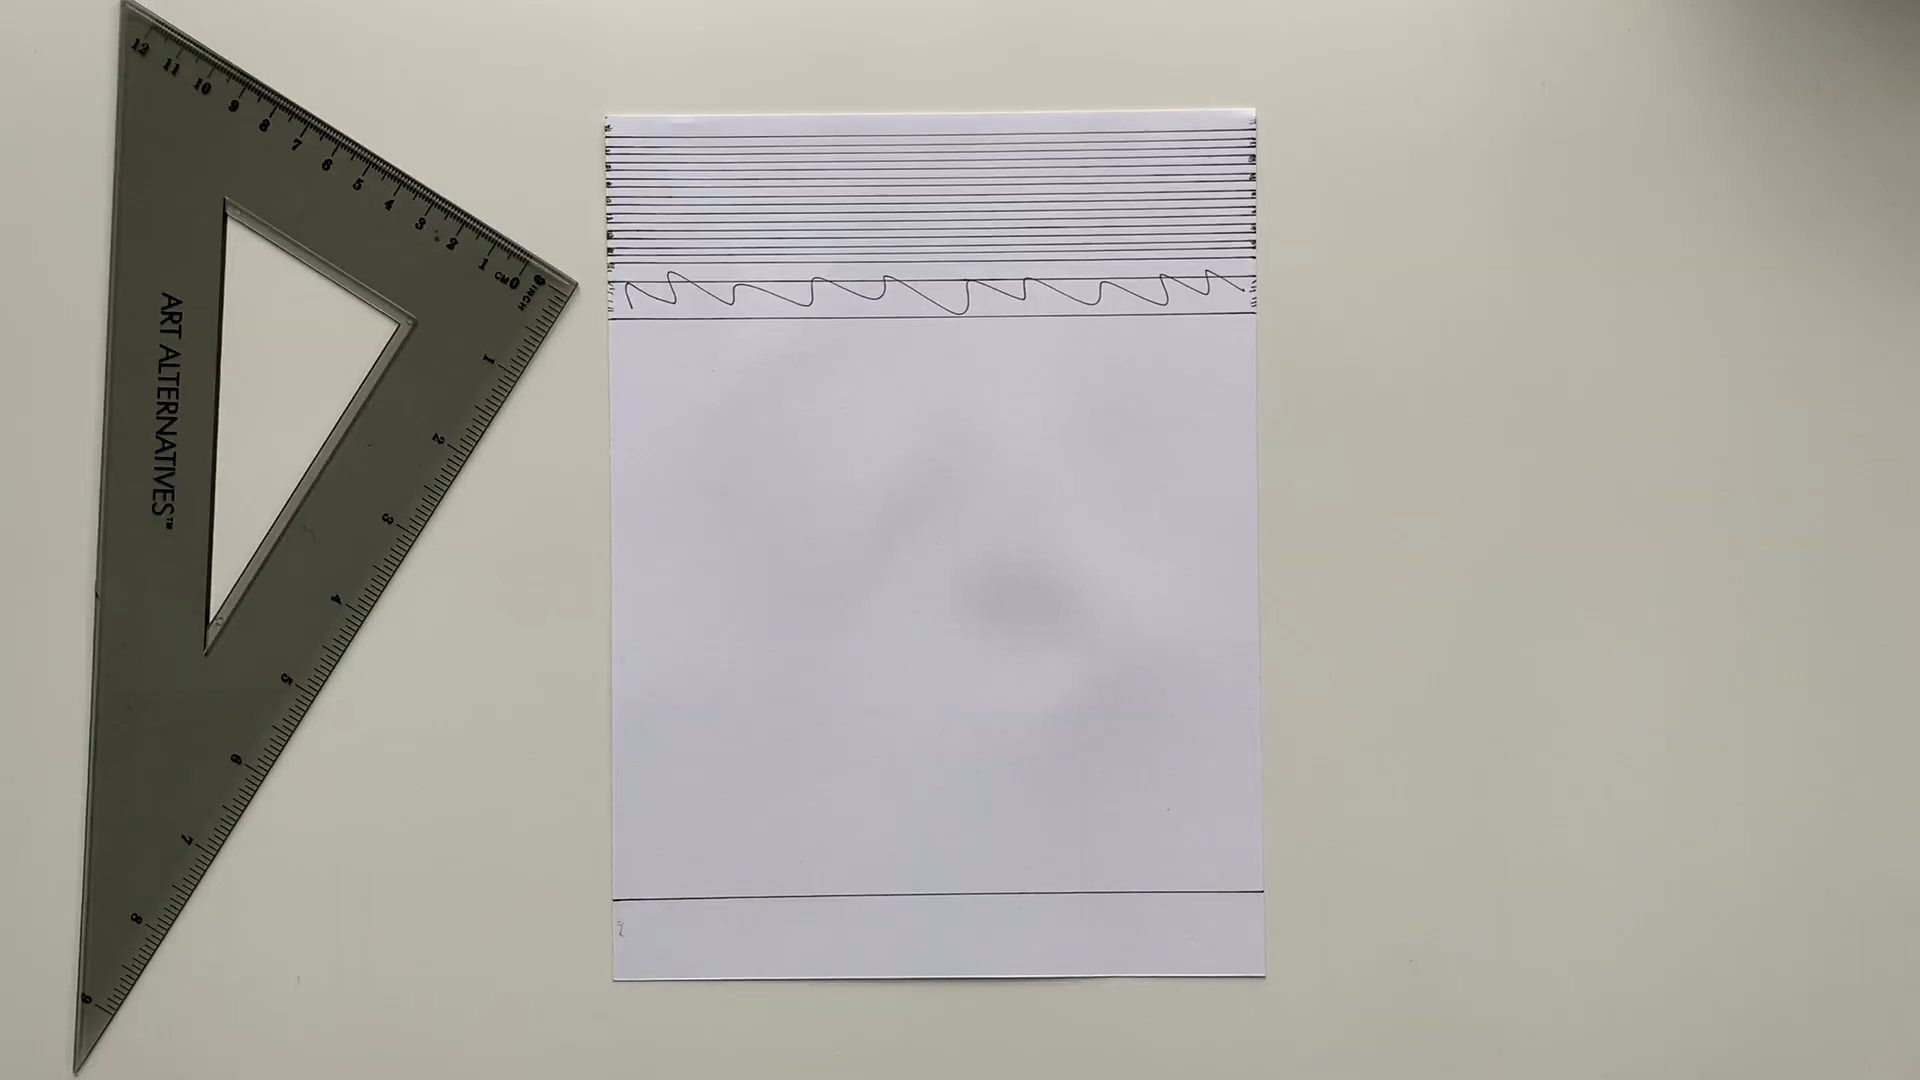 12 11 10 9 8 7 6 5 4 3 2 1 CM 0
0 INCH
1 2 3 4 5 6 7 8 9
ART ALTERNATIVES™